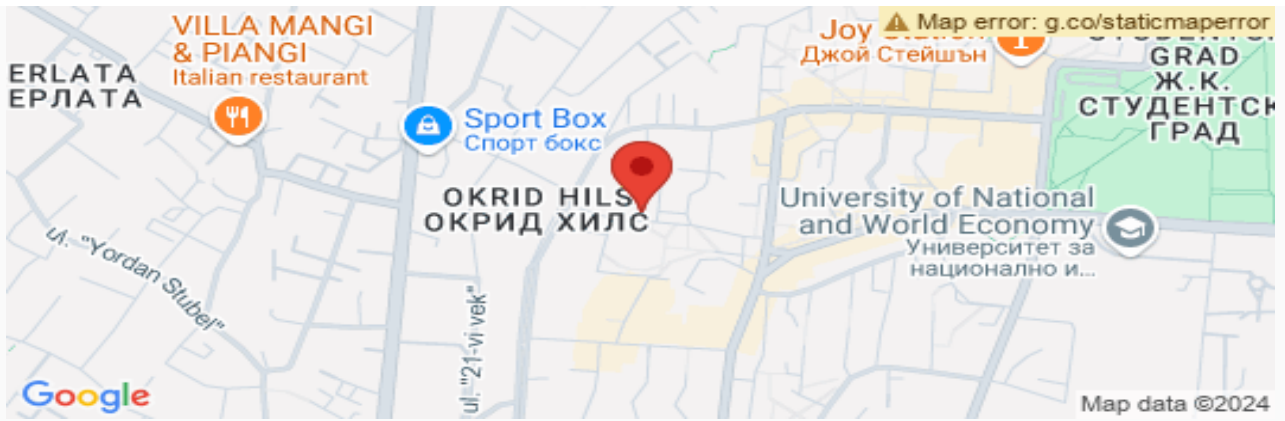 VILLA MANGI
& PIANGI
Italian restaurant
Map error: g.co/staticmaperror
Joy Station
Джой Стейшън
GRAD
Ж.К.
СТУДЕНТСК
ГРАД
ERLATA
ЕРЛАТА
Sport Box
Спорт бокс
OKRID HILS
ОКРИД ХИЛС
University of National
and World Economy
Университет за
национално и...
ul. "Yordan Stubel"
ul. "21-vi vek"
Google
Map data ©2024